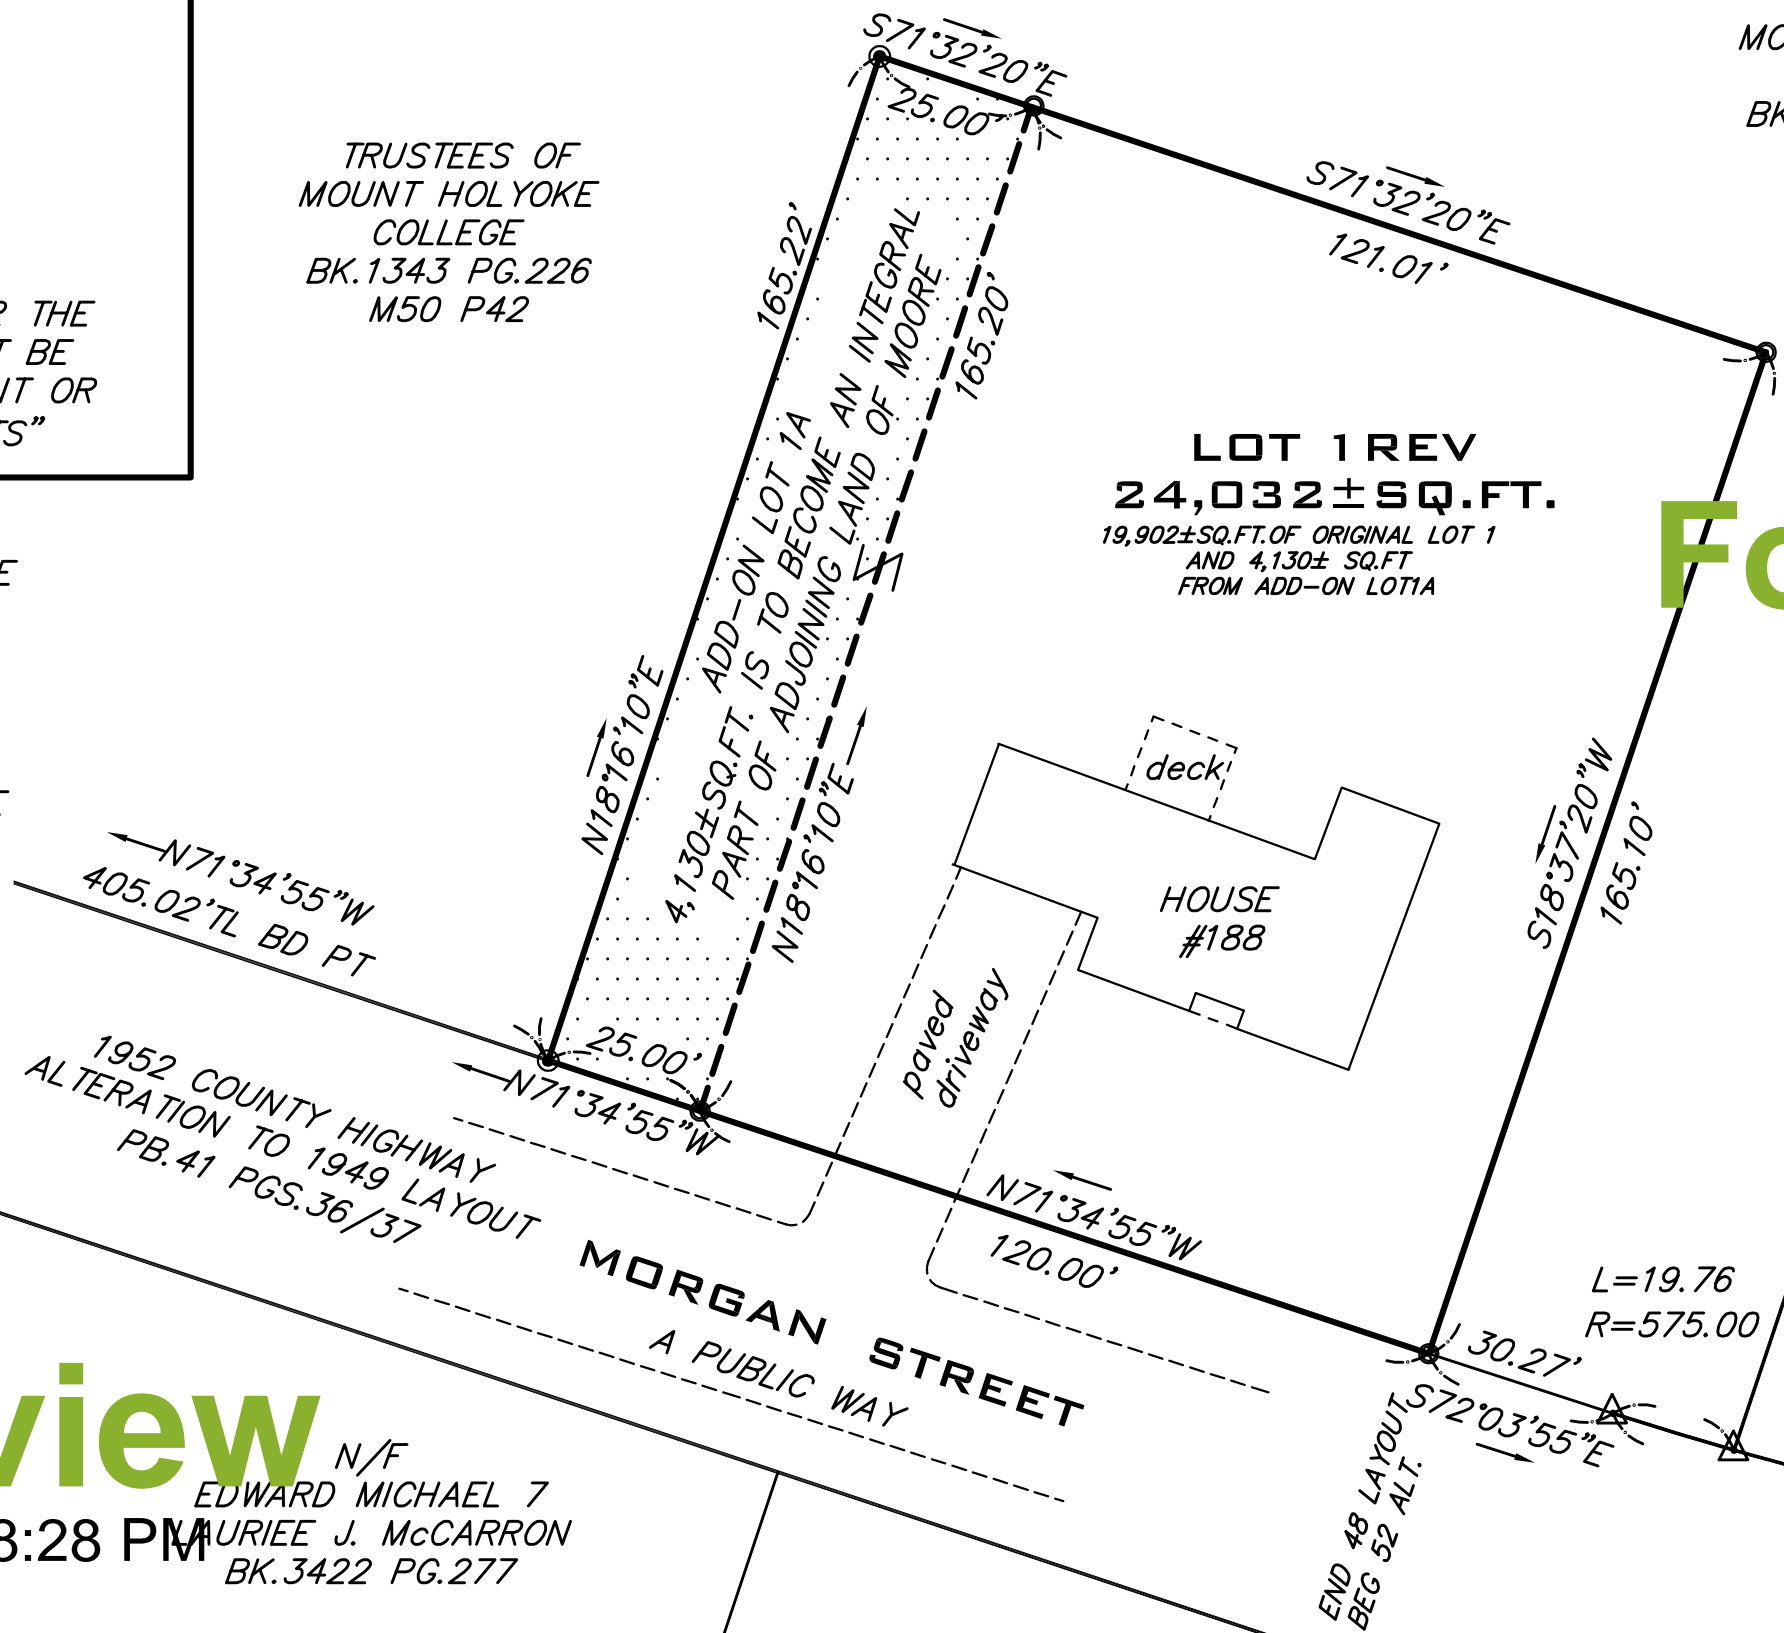 S71°32'20"E
25.00'
MO
BK
TRUSTEES OF
MOUNT HOLYOKE
COLLEGE
BK.1343 PG.226
M50 P42
S71°32'20"E
121.01'
165.22'
165.20'
THE
BE
OR
LOT 1REV
24,032±SQ.FT.
19,902±SQ.FT.OF ORIGINAL LOT 1
AND 4,130± SQ.FT
FROM ADD-ON LOT1A
Fo
ADD-ON LOT 1A
4,130±SQ.FT. IS TO BECOME AN INTEGRAL
PART OF ADJOINING LAND OF MOORE
N18°16'10"E
N18°16'10"E
deck
S18°37'20"W
165.10'
HOUSE
#188
N71°34'55"W
405.02'TL BD PT
paved
driveway
25.00'
N71°34'55"W
1952 COUNTY HIGHWAY
ALTERATION TO 1949 LAYOUT
PB.41 PGS.36/37
N71°34'55"W
120.00'
MORGAN STREET
A PUBLIC WAY
L=19.76
R=575.00
30.27'
S72°03'55"E
END 48 LAYOUT
BEG 52 ALT.
view
N/F
EDWARD MICHAEL 7
LAURIEE J. McCARRON
BK.3422 PG.277
8:28 PM